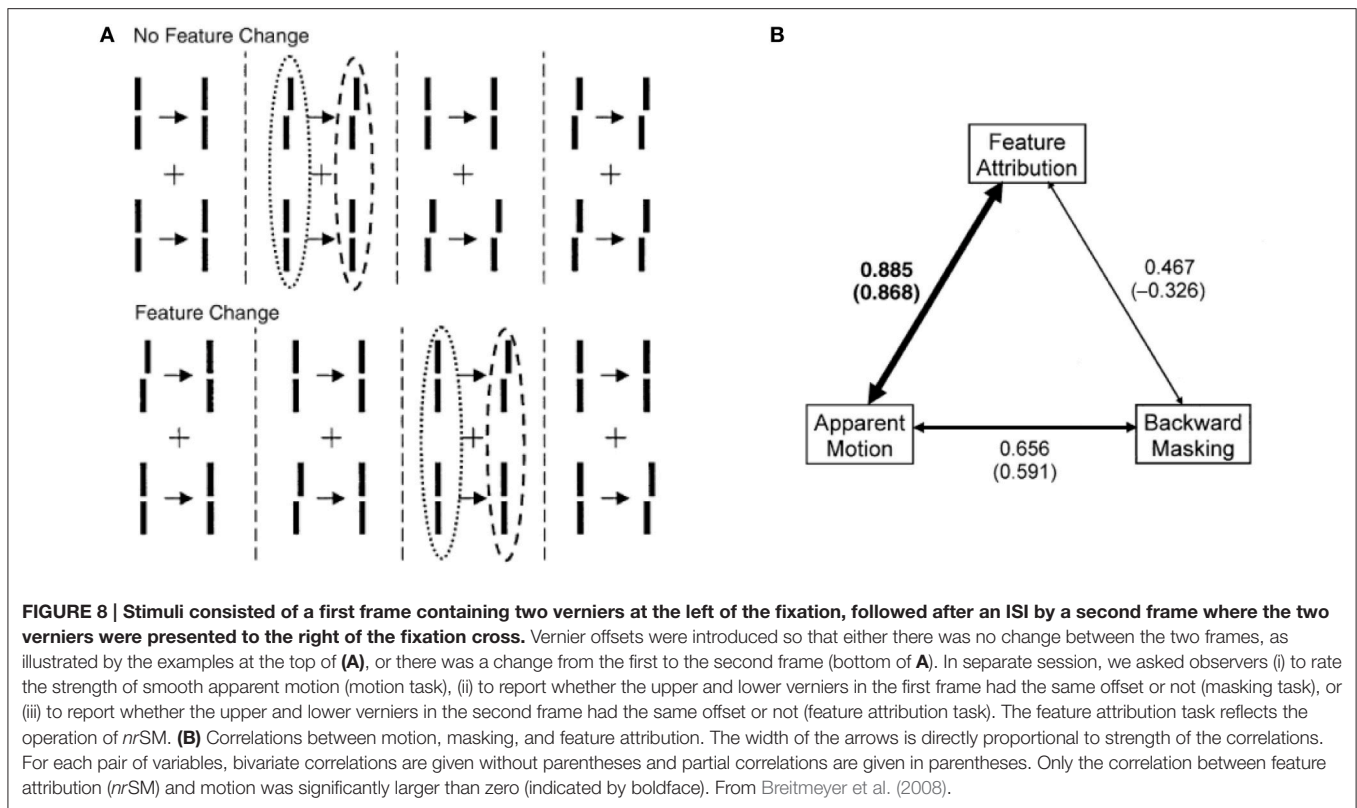 A
No Feature Change
+ + + +
Feature Change
+ + + +
B
Feature
Attribution
0.885
(0.868)
0.467
(–0.326)
Apparent
Motion
Backward
Masking
0.656
(0.591)
FIGURE 8 | Stimuli consisted of a first frame containing two verniers at the left of the fixation, followed after an ISI by a second frame where the two
verniers were presented to the right of the fixation cross. Vernier offsets were introduced so that either there was no change between the two frames, as
illustrated by the examples at the top of (A), or there was a change from the first to the second frame (bottom of A). In separate session, we asked observers (i) to rate
the strength of smooth apparent motion (motion task), (ii) to report whether the upper and lower verniers in the first frame had the same offset or not (masking task), or
(iii) to report whether the upper and lower verniers in the second frame had the same offset or not (feature attribution task). The feature attribution task reflects the
operation of nrSM. (B) Correlations between motion, masking, and feature attribution. The width of the arrows is directly proportional to strength of the correlations.
For each pair of variables, bivariate correlations are given without parentheses and partial correlations are given in parentheses. Only the correlation between feature
attribution (nrSM) and motion was significantly larger than zero (indicated by boldface). From Breitmeyer et al. (2008).